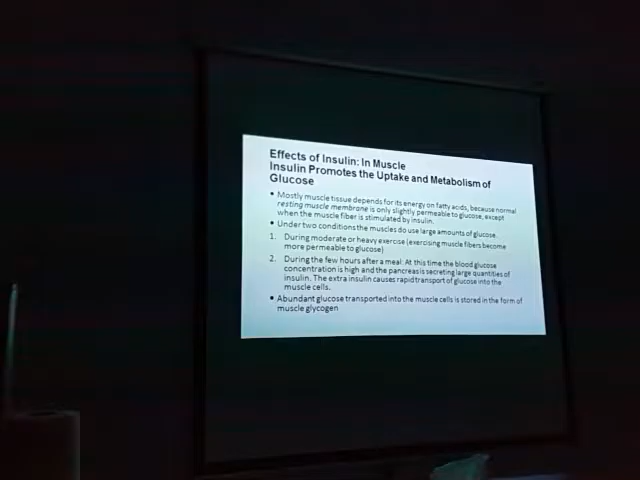 Effects of Insulin: In Muscle
Insulin Promotes the Uptake and Metabolism of
Glucose
• Mostly muscle tissue depends for its energy on fatty acids, because normal
resting muscle membrane is only slightly permeable to glucose, except
when the muscle fiber is stimulated by insulin.
• Under two conditions the muscles do use large amounts of glucose.
1. During moderate or heavy exercise (exercising muscle fibers become
more permeable to glucose)
2. During the few hours after a meal: At this time the blood glucose
concentration is high and the pancreas is secreting large quantities of
insulin. The extra insulin causes rapid transport of glucose into the
muscle cells.
• Abundant glucose transported into the muscle cells is stored in the form of
muscle glycogen